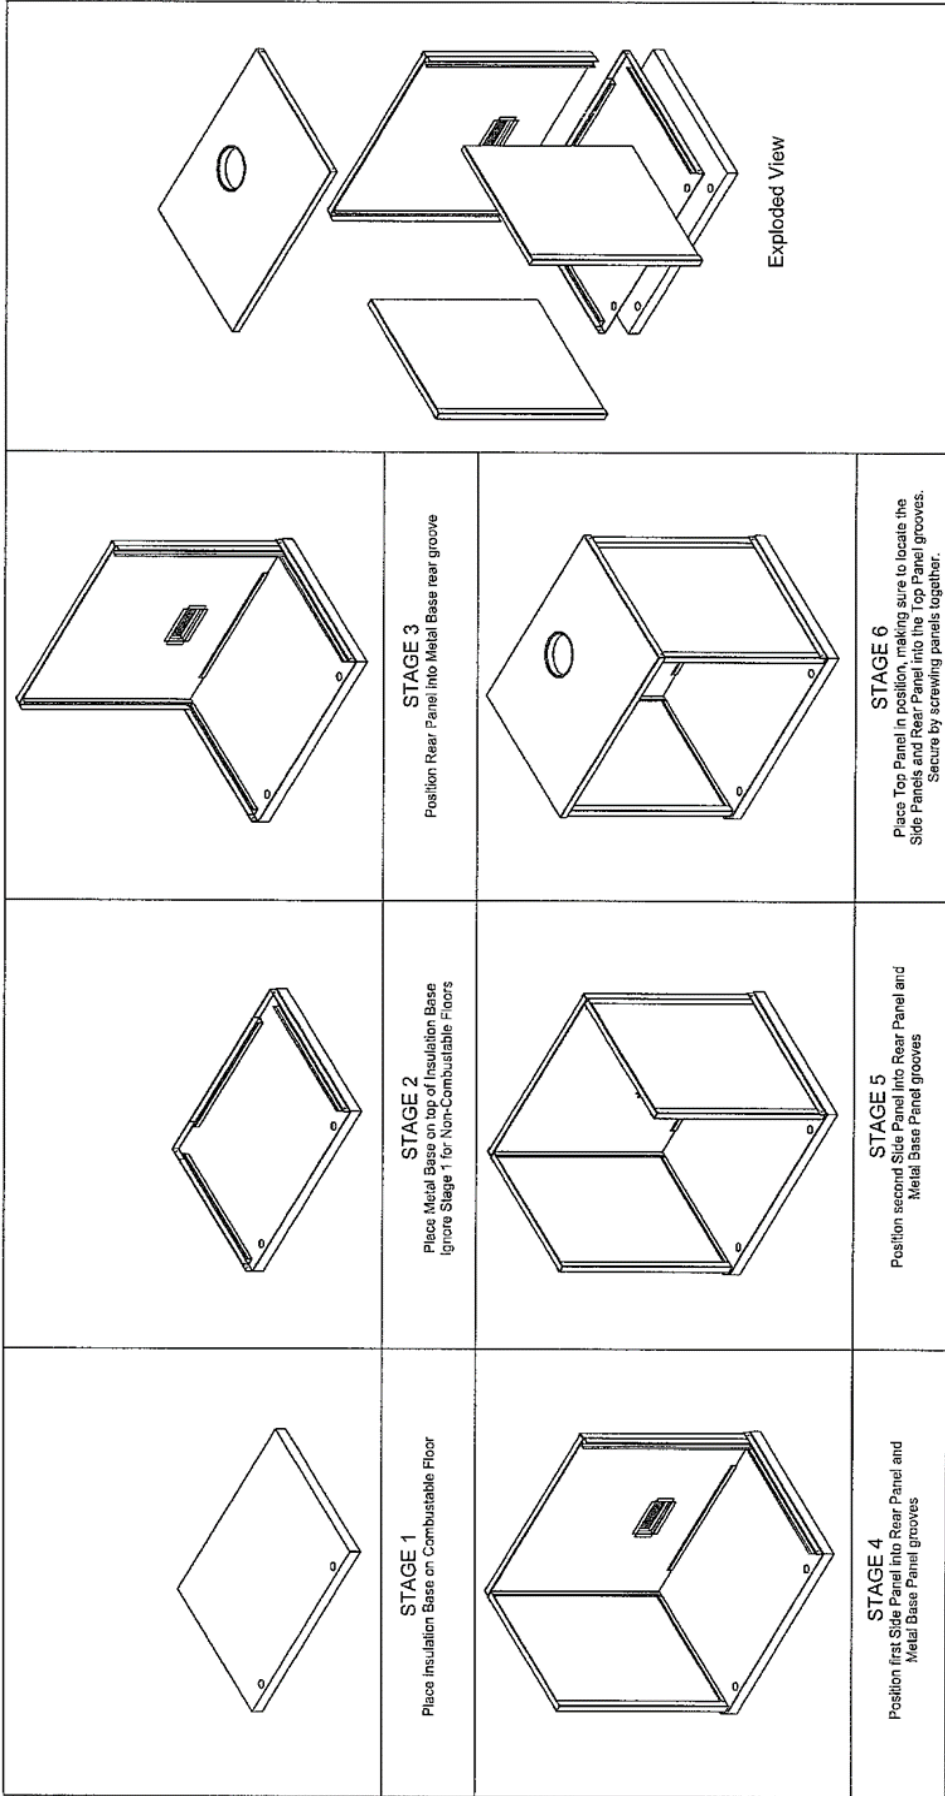 STAGE 1
Place Insulation Base on Combustable Floor
STAGE 2
Place Metal Base on top of Insulation Base
Ignore Stage 1 for Non-Combustable Floors
STAGE 3
Position Rear Panel into Metal Base rear groove
STAGE 4
Position first Side Panel into Rear Panel and
Metal Base Panel grooves
STAGE 5
Position second Side Panel into Rear Panel and
Metal Base Panel grooves
STAGE 6
Place Top Panel in position, making sure to locate the
Side Panels and Rear Panel into the Top Panel grooves.
Secure by screwing panels together.
Exploded View